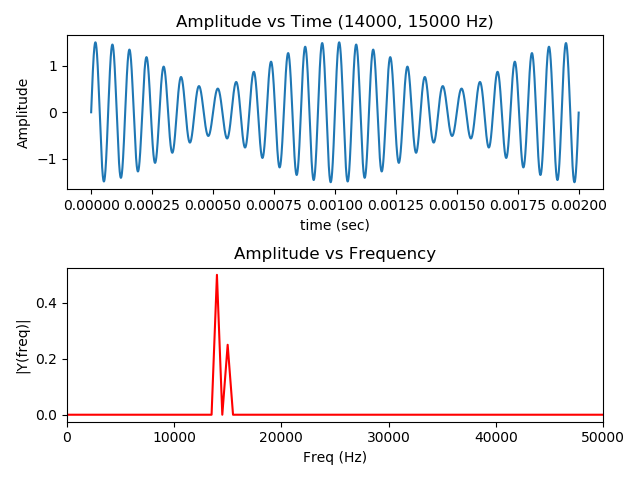 Amplitude vs Time (14000, 15000 Hz)
Amplitude
1
0
−1
0.00000 0.00025 0.00050 0.00075 0.00100 0.00125 0.00150 0.00175 0.00200
time (sec)
Amplitude vs Frequency
|Y(freq)|
0.4
0.2
0.0
0 10000 20000 30000 40000 50000
Freq (Hz)